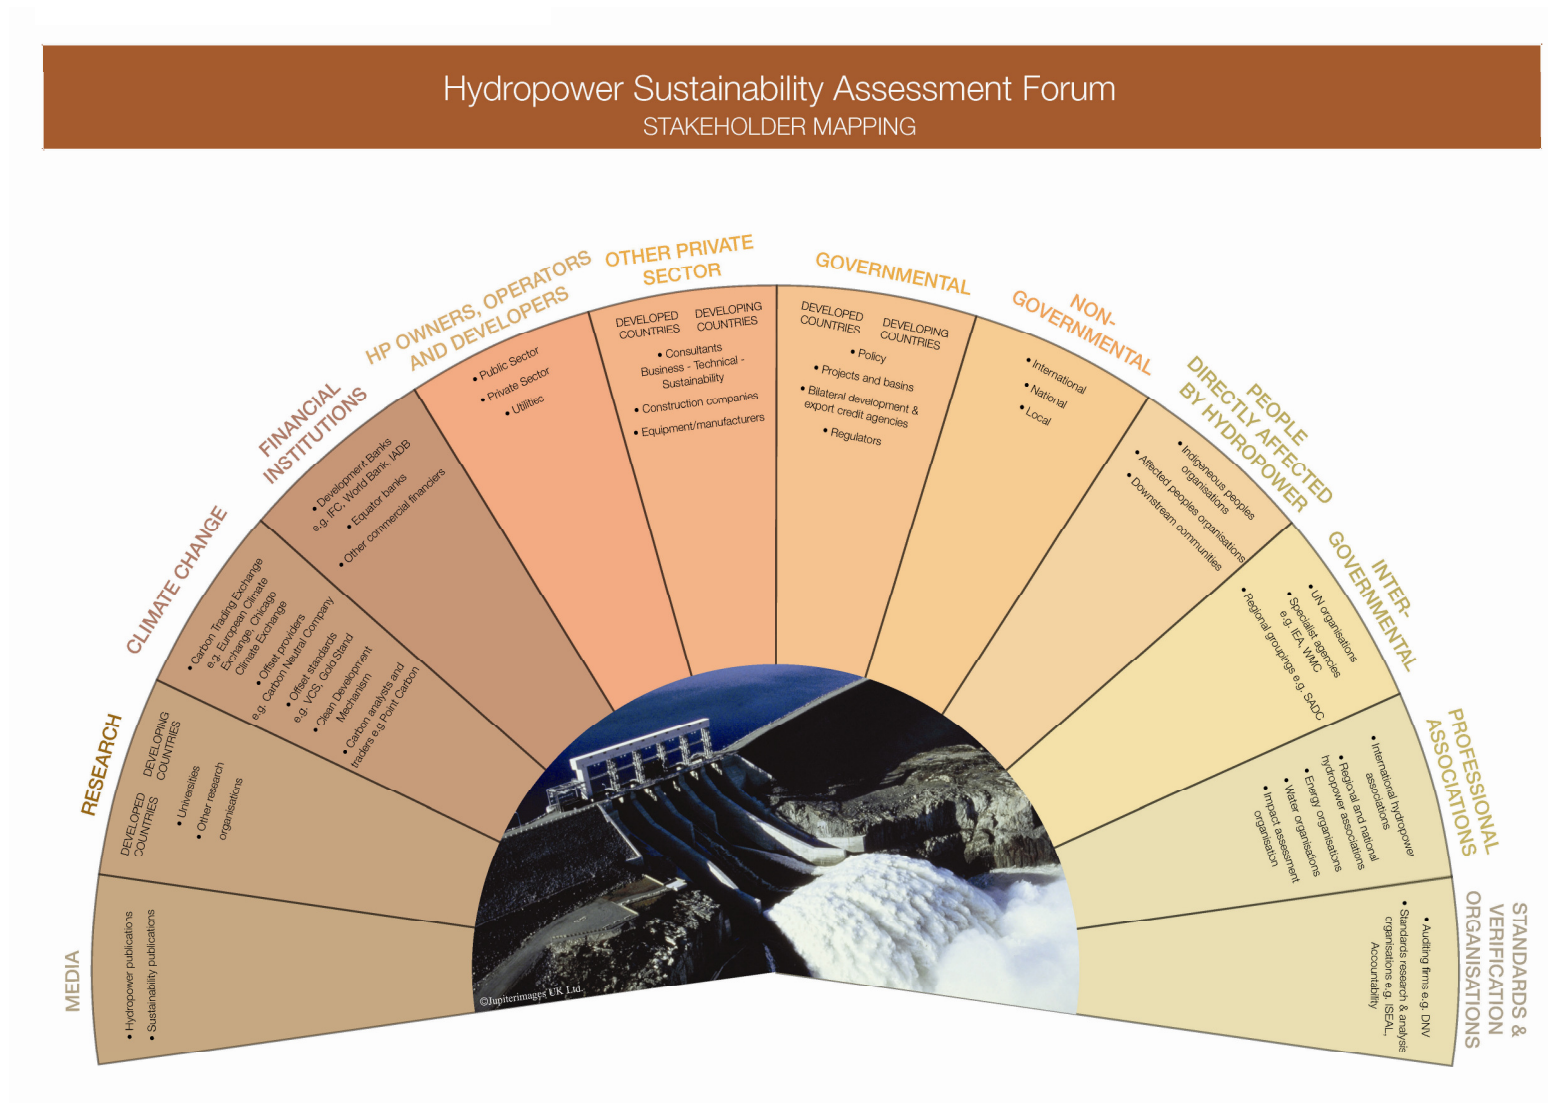 Hydropower Sustainability Assessment Forum
STAKEHOLDER MAPPING
MEDIA
• Hydropower publications
• Sustainability publications
RESEARCH
DEVELOPED
COUNTRIES
DEVELOPING
COUNTRIES
• Universities
• Other research
organisations
CLIMATE CHANGE
• Carbon Trading Exchange
e.g. European Climate
Exchange, Chicago
Climate Exchange
• Offset providers
e.g. Carbon Neutral Company
• Offset standards
e.g. VCS, Gold Stand
• Clean Development
Mechanism
• Carbon analysts and
traders e.g Point Carbon
FINANCIAL
INSTITUTIONS
• Development Banks
e.g. IFC, World Bank, IADB
• Equator banks
• Other commercial financiers
HP OWNERS, OPERATORS
AND DEVELOPERS
• Public Sector
• Private Sector
• Utilities
OTHER PRIVATE
SECTOR
DEVELOPED
COUNTRIES
DEVELOPING
COUNTRIES
• Consultants
Business - Technical -
Sustainability
• Construction companies
• Equipment/manufacturers
GOVERNMENTAL
DEVELOPED
COUNTRIES
DEVELOPING
COUNTRIES
• Policy
• Projects and basins
• Bilateral development &
export credit agencies
• Regulators
NON-
GOVERNMENTAL
• International
• National
• Local
PEOPLE
DIRECTLY AFFECTED
BY HYDROPOWER
• Indigeneous peoples
organisations
• Affected peoples organisations
• Downstream communities
INTER-
GOVERNMENTAL
• UN organisations
• Specialist agencies
e.g. IEA, WMC
• Regional groupings e.g. SADC
PROFESSIONAL
ASSOCIATIONS
• International hydropower
associations
• Regional and national
hydropower associations
• Energy organisations
• Water organisations
• Impact assessment
organisation
STANDARDS &
VERIFICATION
ORGANISATIONS
• Auditing firms e.g. DNV
• Standards research & analysis
organisations e.g. ISEAL,
Accountability
©Jupiterimages UK Ltd.